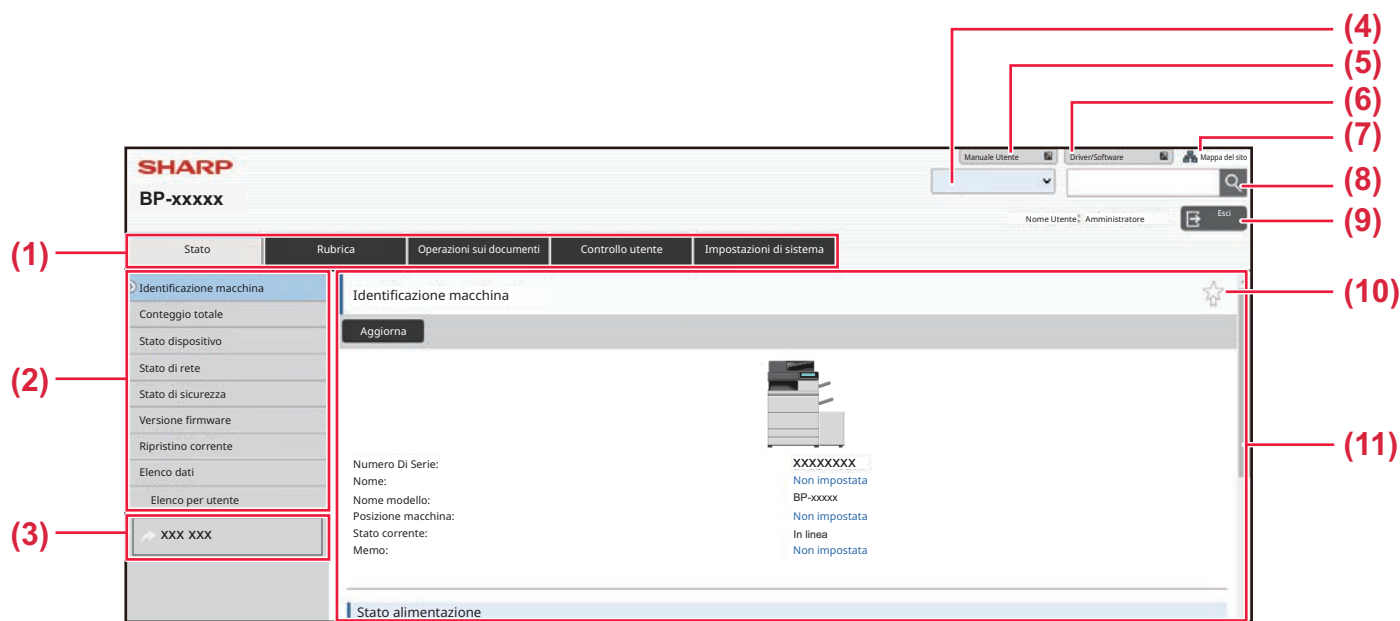 (4)
(5)
(6)
(7)
SHARP
Manuale Utente
Driver/Software
Mappa del sito
BP-xxxxx
(8)
Nome Utente: Amministratore
Esci
(9)
(1)
Stato
Rubrica
Operazioni sui documenti
Controllo utente
Impostazioni di sistema
Identificazione macchina
Conteggio totale
Stato dispositivo
Stato di rete
Stato di sicurezza
Versione firmware
Ripristino corrente
Elenco dati
Elenco per utente
(2)
XXX XXX
(3)
Identificazione macchina
(10)
Aggiorna
Numero Di Serie: XXXXXXXX
Nome: Non impostata
Nome modello: BP-xxxxx
Posizione macchina: Non impostata
Stato corrente: In linea
Memo: Non impostata
(11)
Stato alimentazione